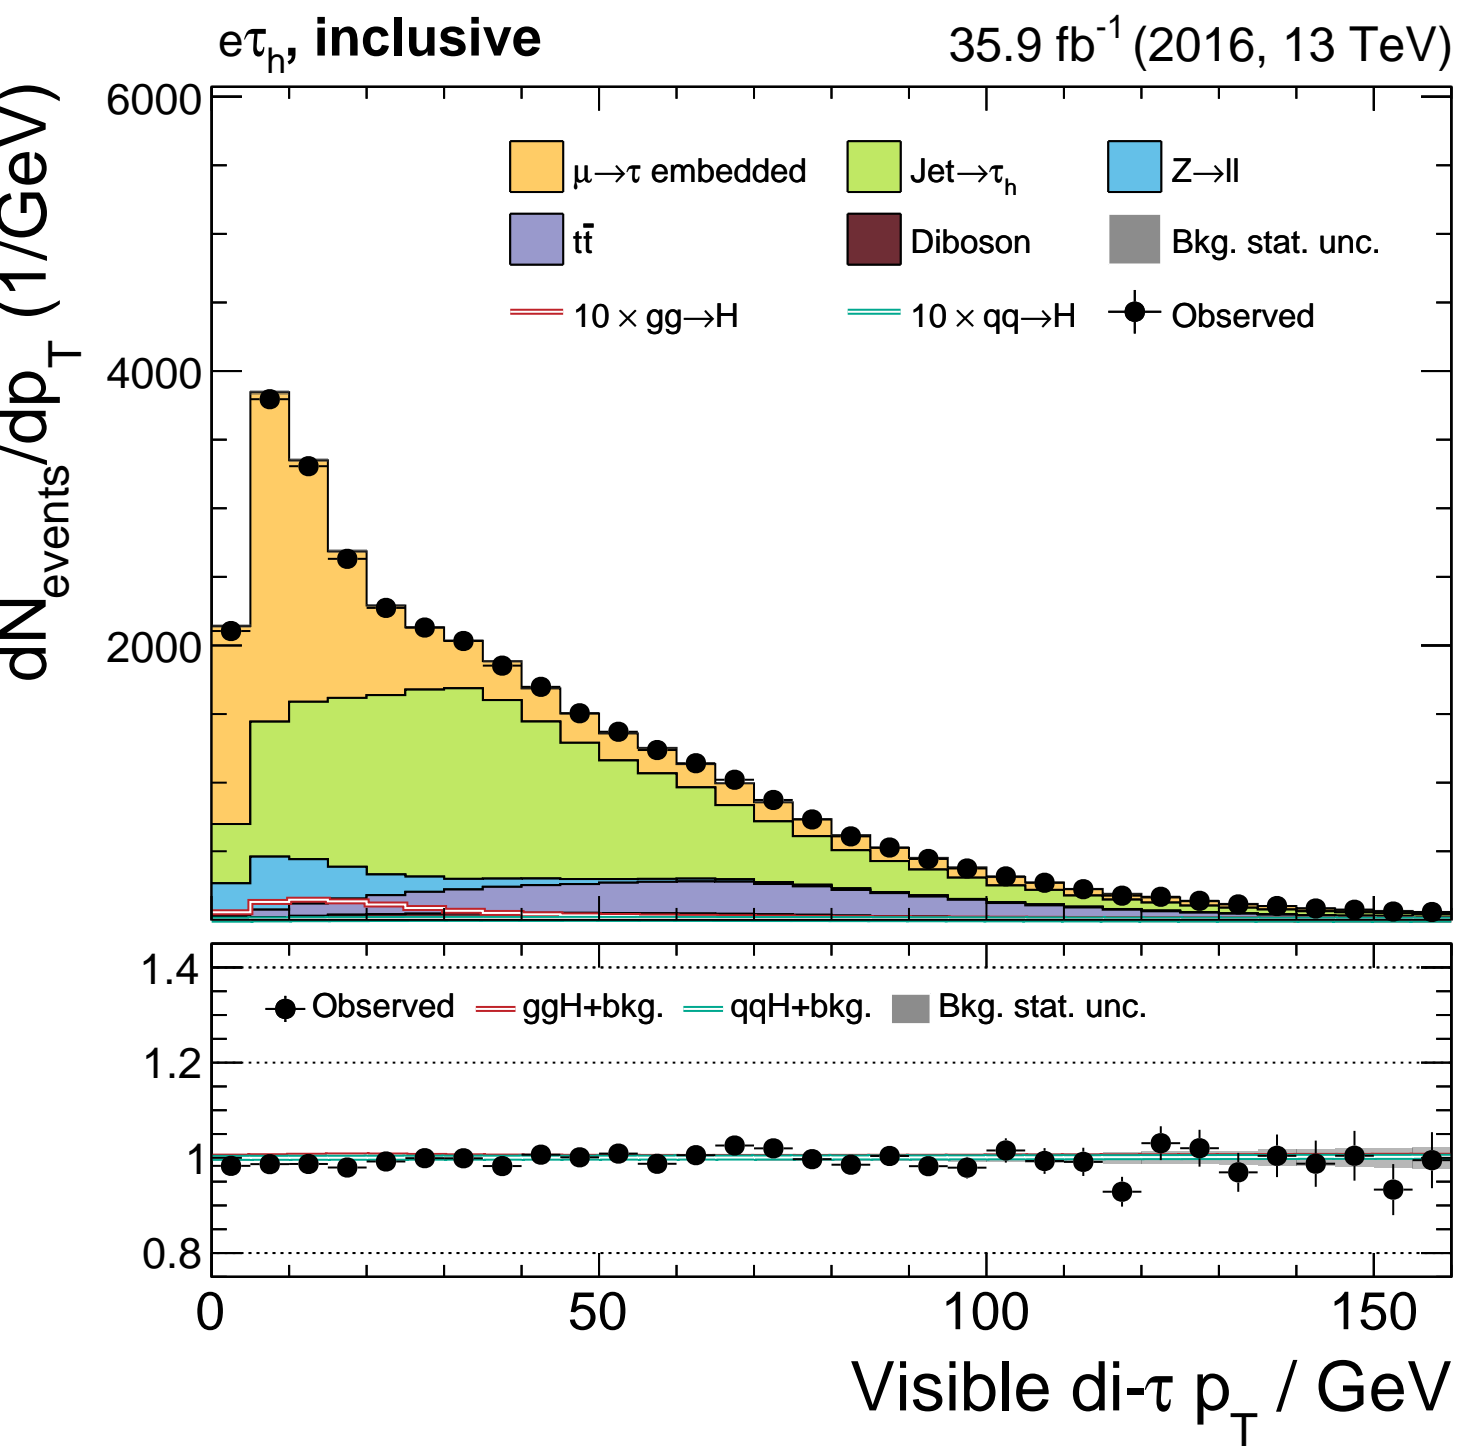 eτh, inclusive 35.9 fb-1 (2016, 13 TeV)
dNevents/dpT (1/GeV)
6000
4000
2000
μ→τ embedded Jet→τh Z→ll
tt̄ Diboson Bkg. stat. unc.
10 × gg→H 10 × qq→H Observed
1.4
1.2
1
0.8
Observed ggH+bkg. qqH+bkg. Bkg. stat. unc.
0 50 100 150
Visible di-τ pT / GeV